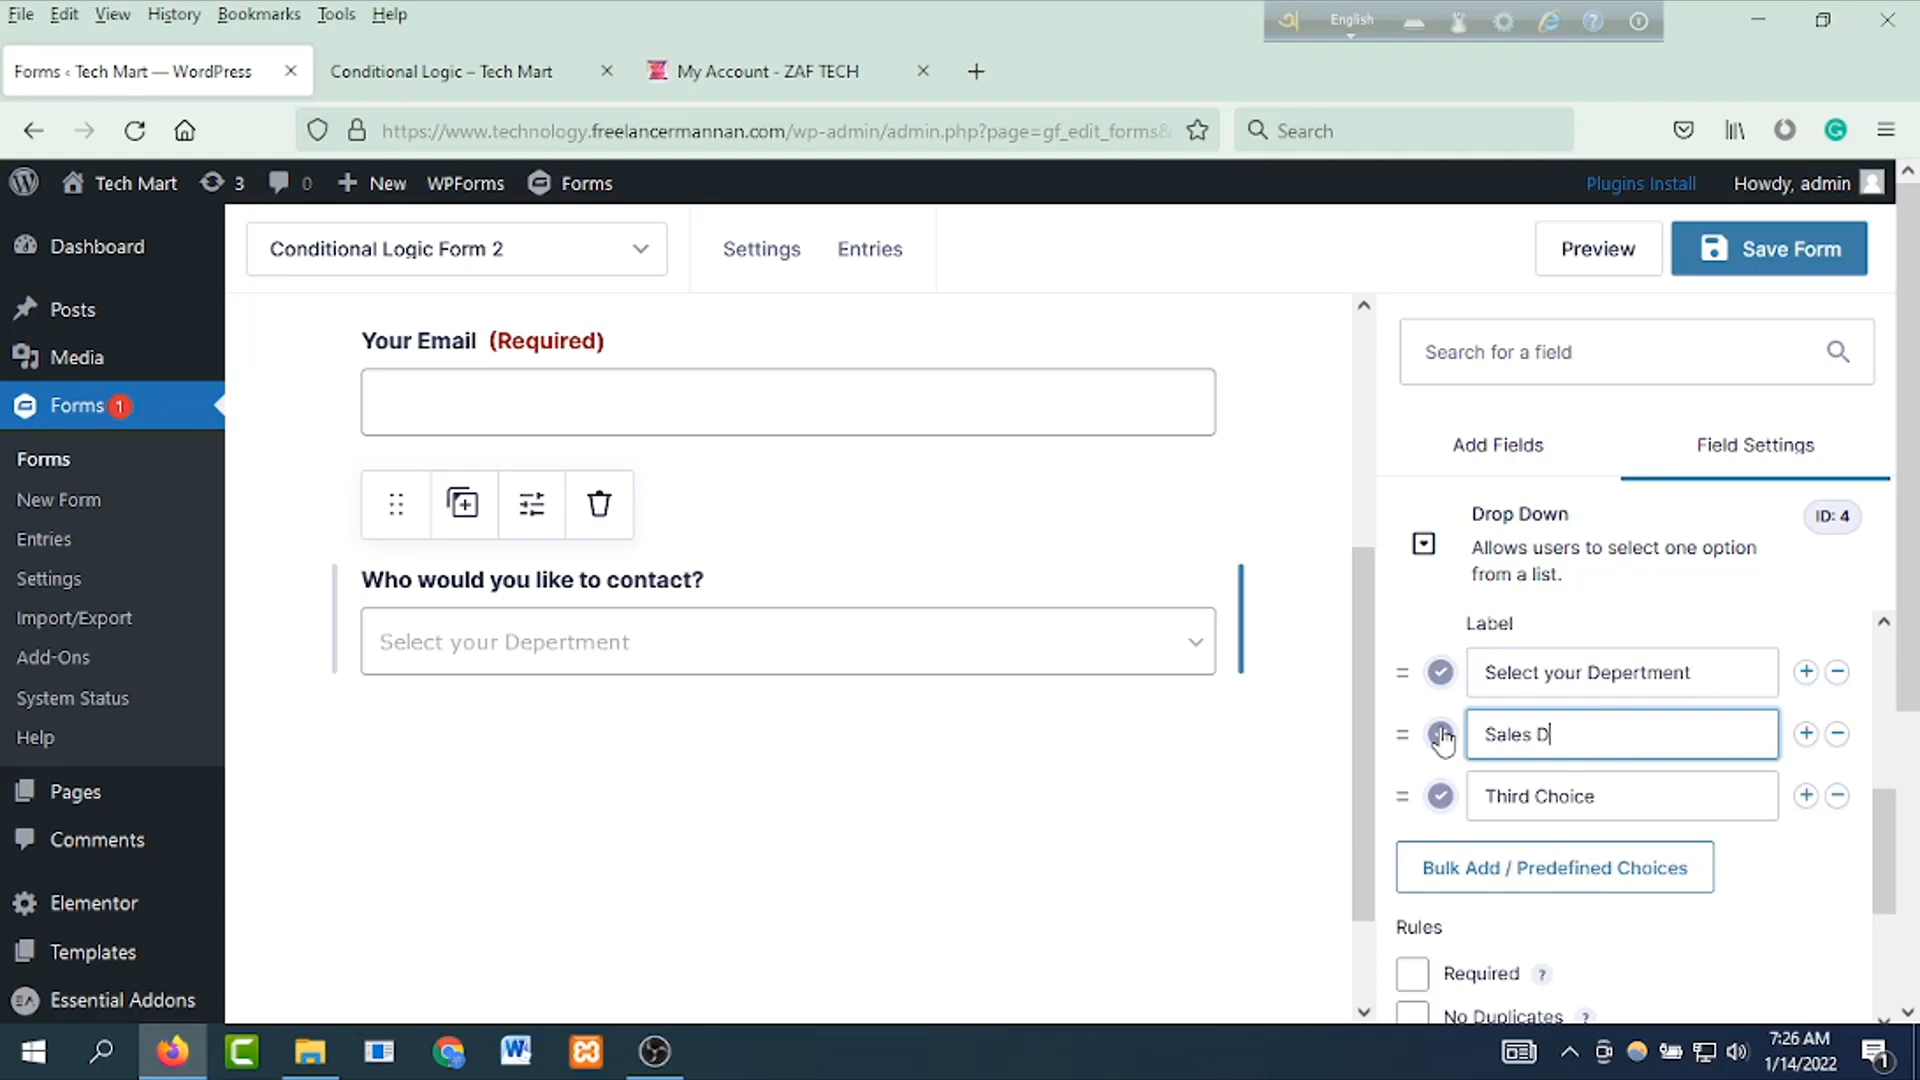 File Edit View History Bookmarks Tools Help
English
Forms ‹ Tech Mart — WordPress
Conditional Logic – Tech Mart
My Account - ZAF TECH
https://www.technology.freelancermannan.com/wp-admin/admin.php?page=gf_edit_forms&
Search
Tech Mart 3 0 New WPForms Forms
Plugins Install Howdy, admin
Dashboard
Posts
Media
Forms 1
Forms
New Form
Entries
Settings
Import/Export
Add-Ons
System Status
Help
Pages
Comments
Elementor
Templates
EA Essential Addons
Conditional Logic Form 2
Settings Entries
Preview Save Form
Your Email (Required)
Who would you like to contact?
Select your Depertment
Search for a field
Add Fields Field Settings
Drop Down
ID: 4
Allows users to select one option
from a list.
Label
Select your Depertment
Sales D
Third Choice
Bulk Add / Predefined Choices
Rules
Required ?
No Duplicates ?
7:26 AM
1/14/2022
1